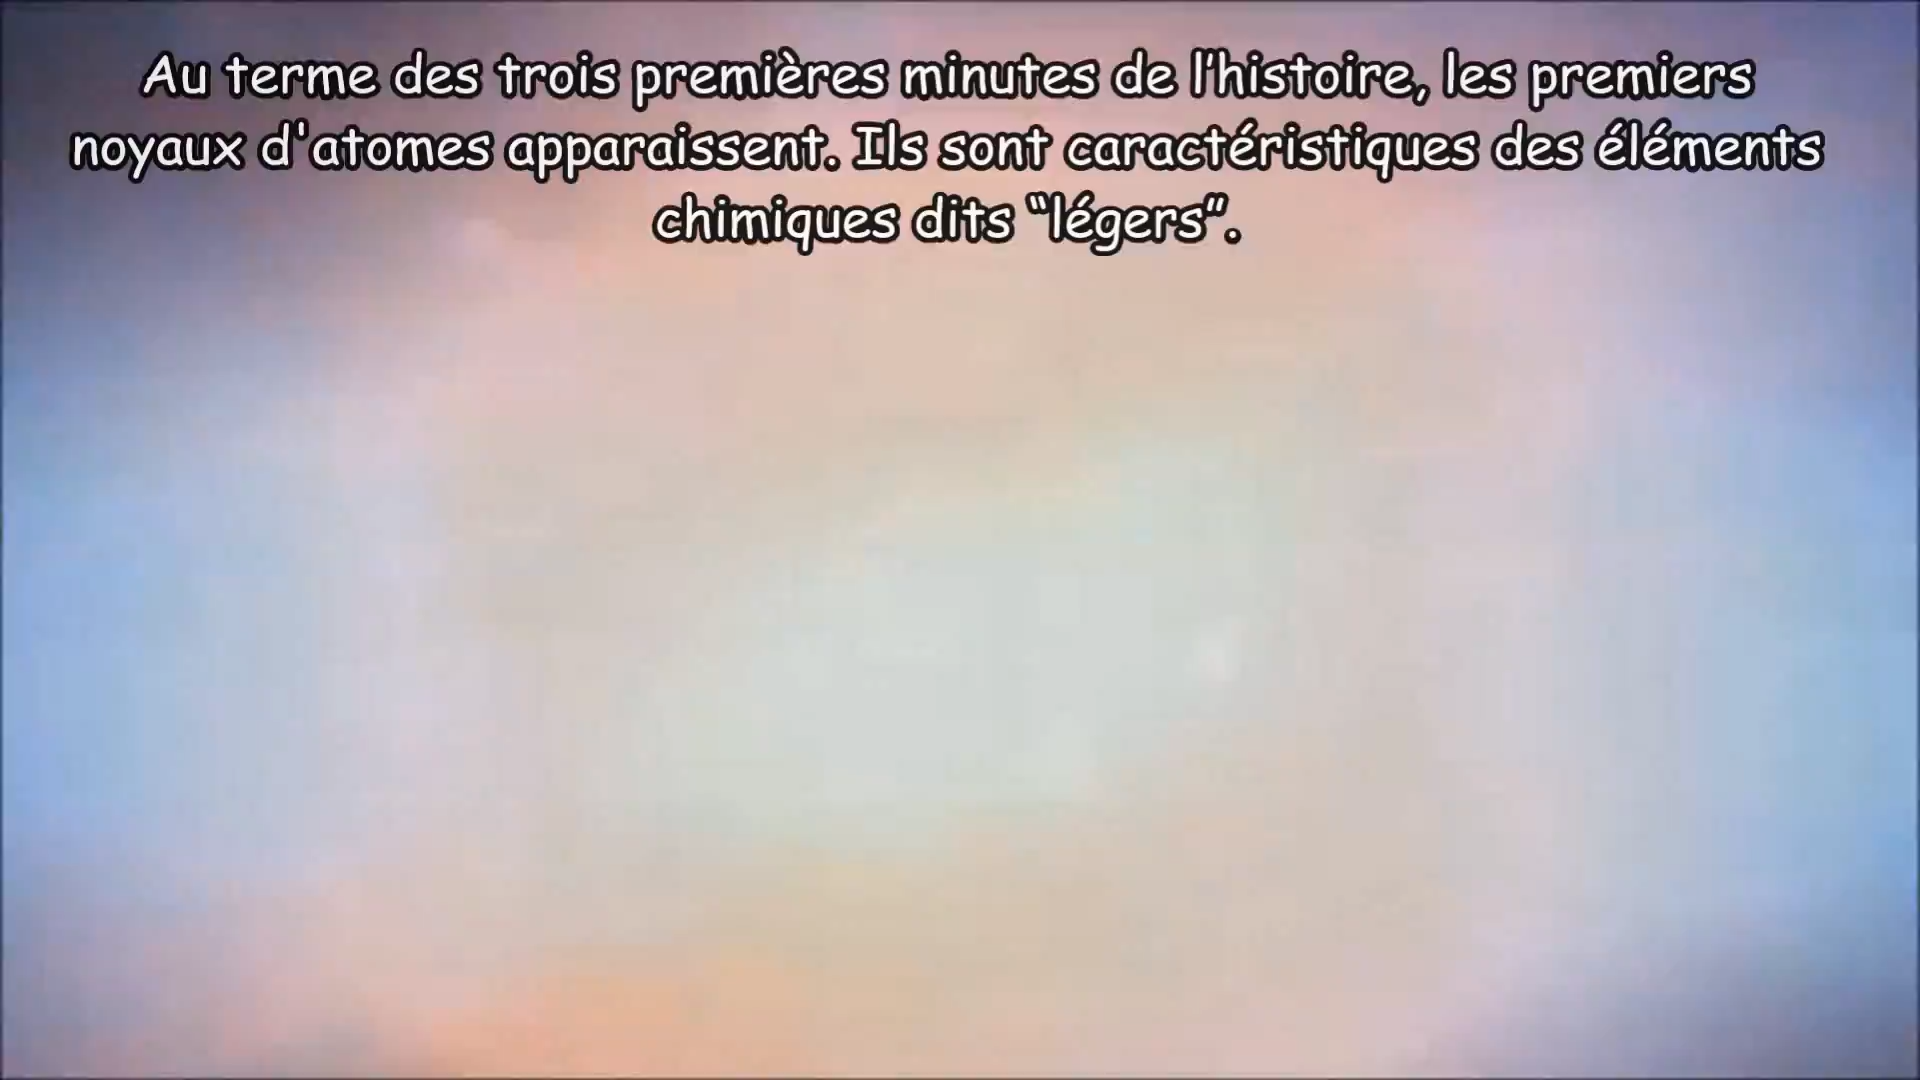 Au terme des trois premières minutes de l'histoire, les premiers
noyaux d'atomes apparaissent. Ils sont caractéristiques des éléments
chimiques dits “légers”.